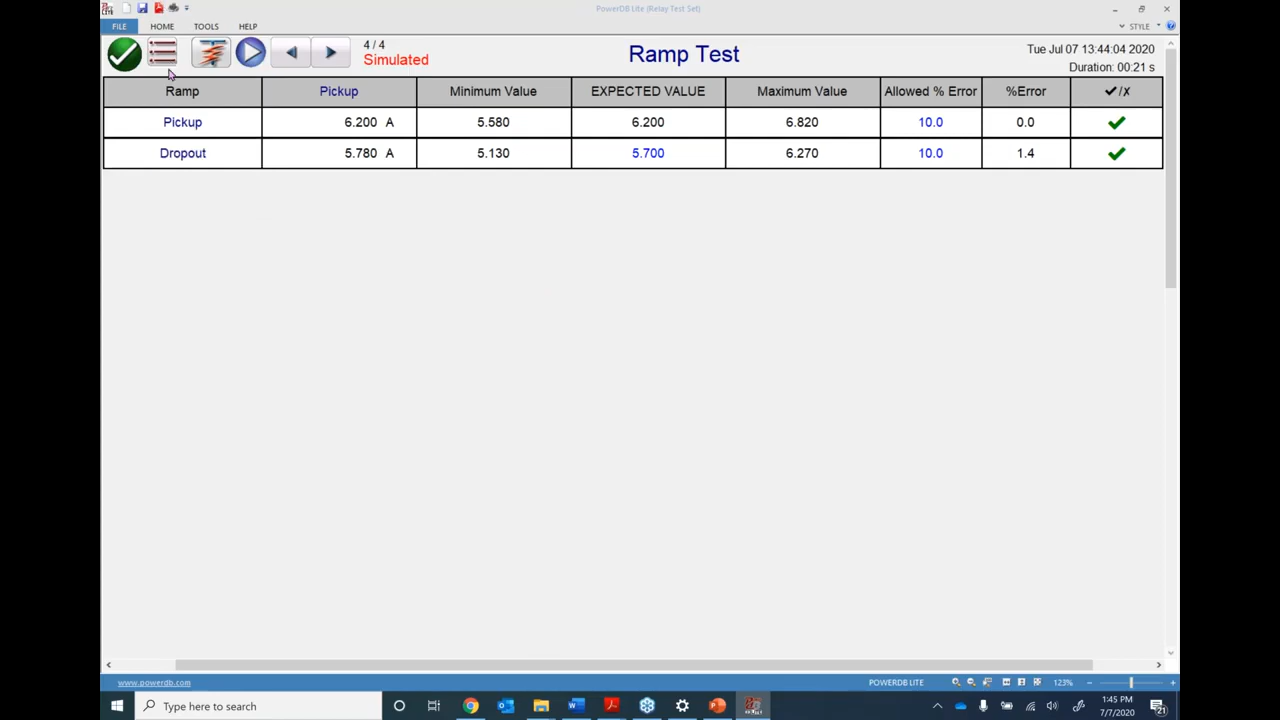 PowerDB Lite (Relay Test Set)
FILE HOME TOOLS HELP STYLE
4 / 4
Simulated
Ramp Test
Tue Jul 07 13:44:04 2020
Duration: 00:21 s
Ramp Pickup Minimum Value EXPECTED VALUE Maximum Value Allowed % Error %Error ✓/✗
Pickup 6.200 A 5.580 6.200 6.820 10.0 0.0 ✓
Dropout 5.780 A 5.130 5.700 6.270 10.0 1.4 ✓
www.powerdb.com POWERDB LITE 123%
Type here to search
1:45 PM
7/7/2020
21